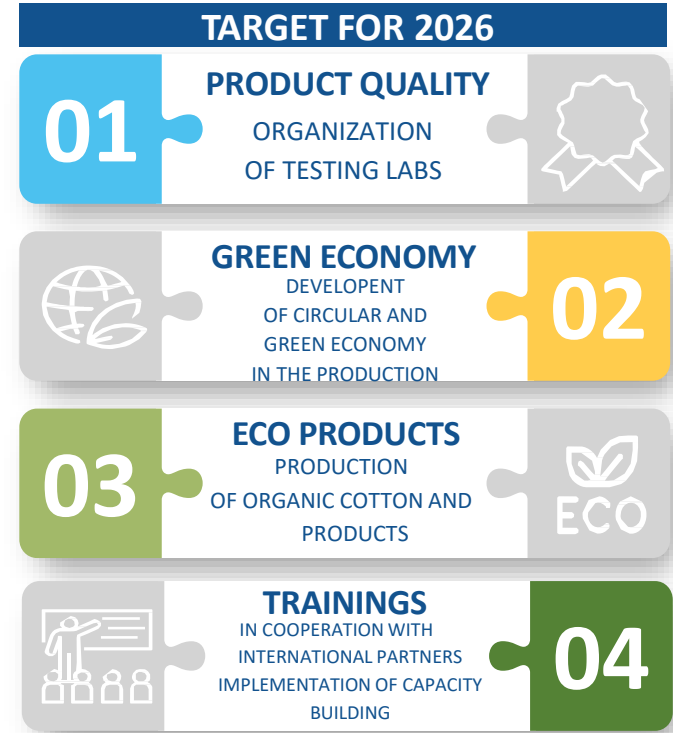 TARGET FOR 2026
01
PRODUCT QUALITY
ORGANIZATION
OF TESTING LABS
GREEN ECONOMY
DEVELOPENT
OF CIRCULAR AND
GREEN ECONOMY
IN THE PRODUCTION
02
03
ECO PRODUCTS
PRODUCTION
OF ORGANIC COTTON AND
PRODUCTS
ECO
TRAININGS
IN COOPERATION WITH
INTERNATIONAL PARTNERS
IMPLEMENTATION OF CAPACITY
BUILDING
04